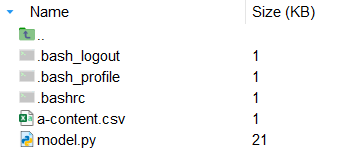 Name Size (KB)
..
.bash_logout 1
.bash_profile 1
.bashrc 1
a-content.csv 1
model.py 21